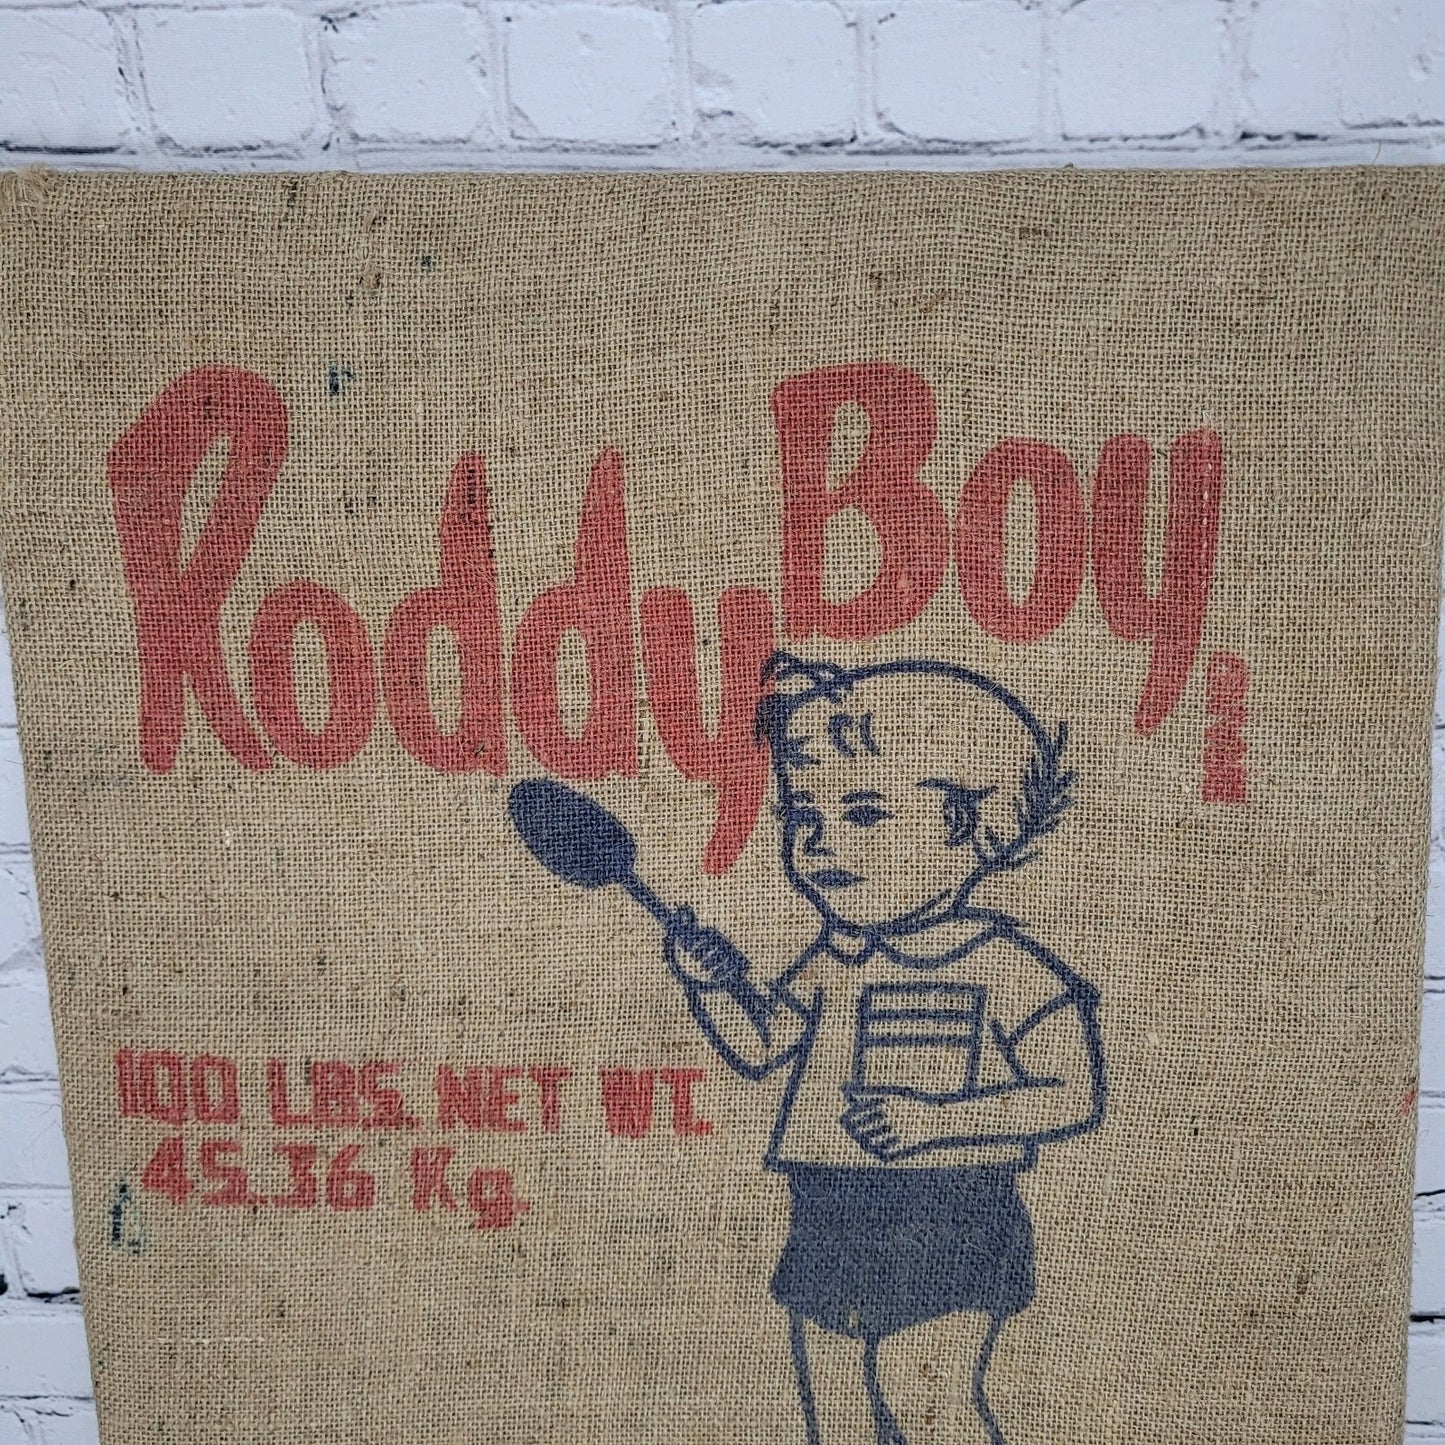 Roddy Boy
100 LBS. NET WT.
45.36 Kg.